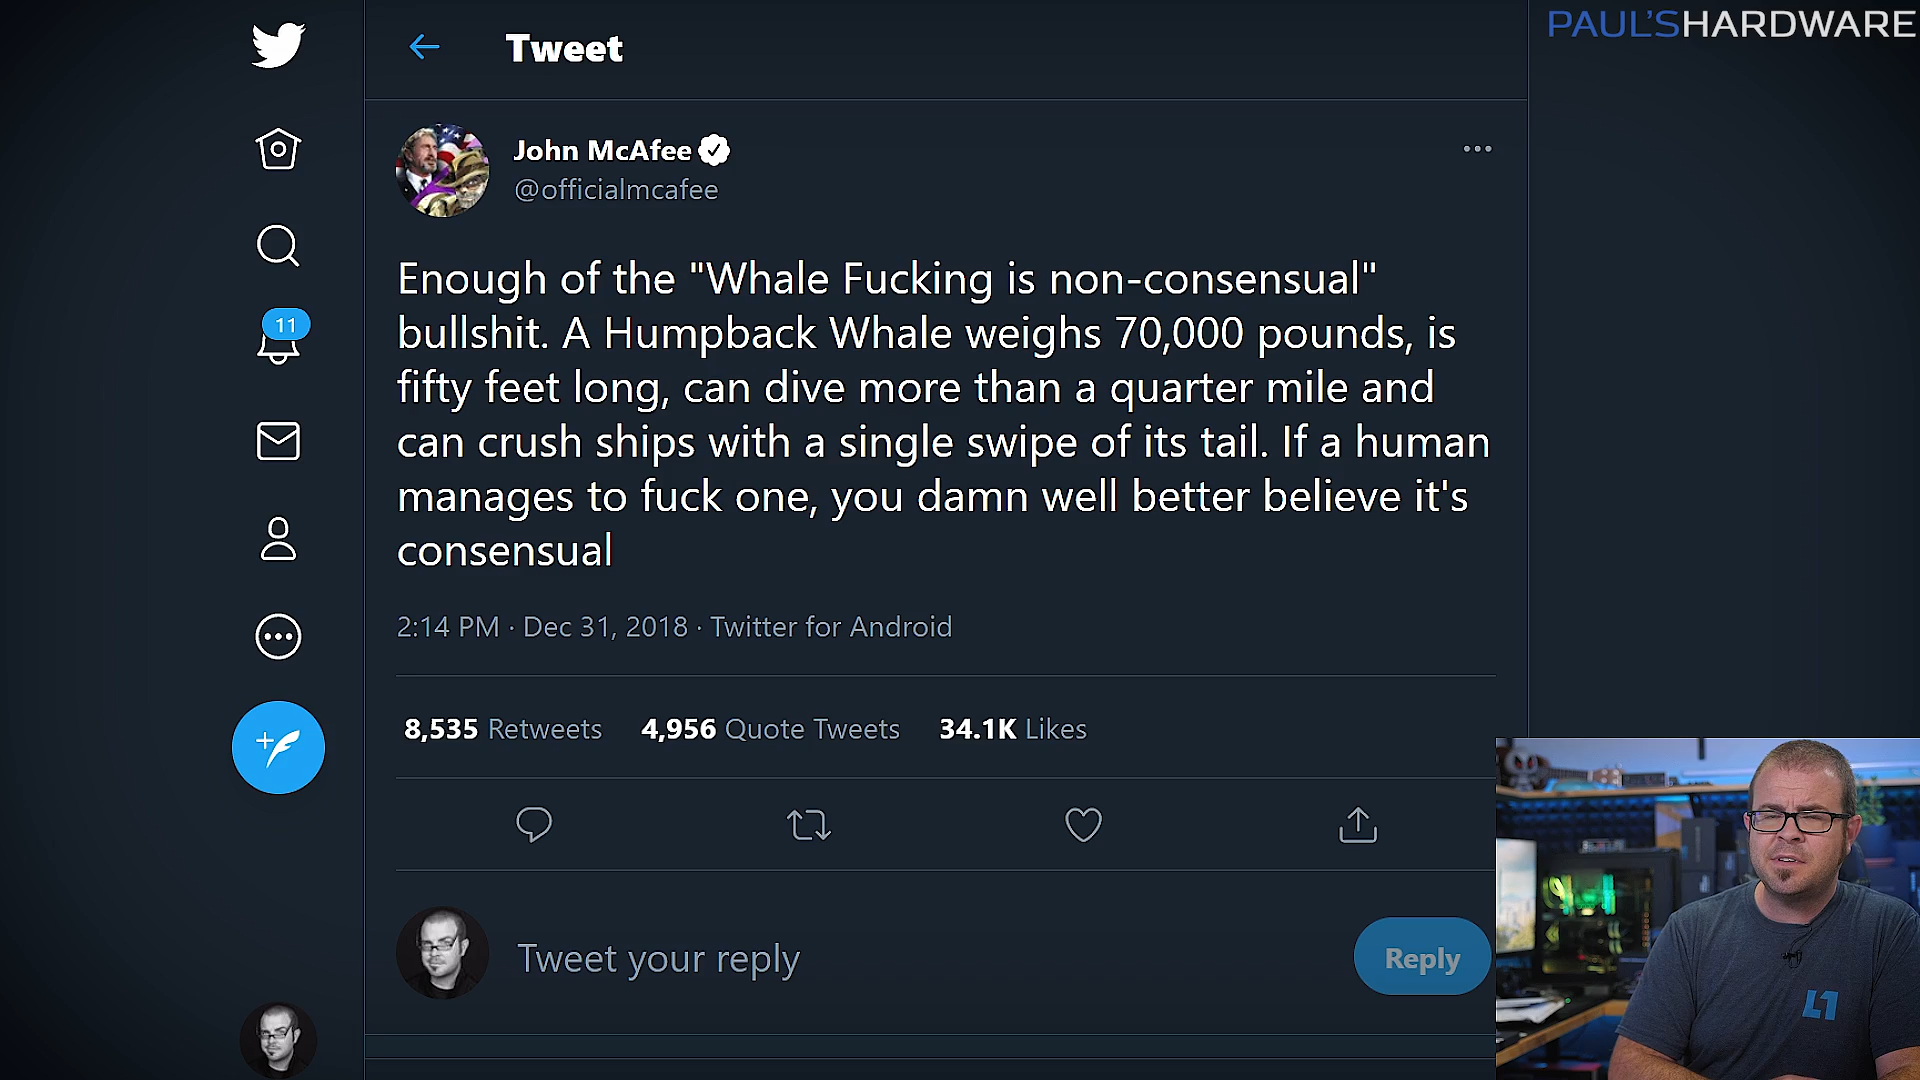 PAUL'SHARDWARE
Tweet
John McAfee
@officialmcafee
Enough of the "Whale Fucking is non-consensual"
bullshit. A Humpback Whale weighs 70,000 pounds, is
fifty feet long, can dive more than a quarter mile and
can crush ships with a single swipe of its tail. If a human
manages to fuck one, you damn well better believe it's
consensual
11
2:14 PM · Dec 31, 2018 · Twitter for Android
8,535 Retweets 4,956 Quote Tweets 34.1K Likes
Tweet your reply
Reply
L1